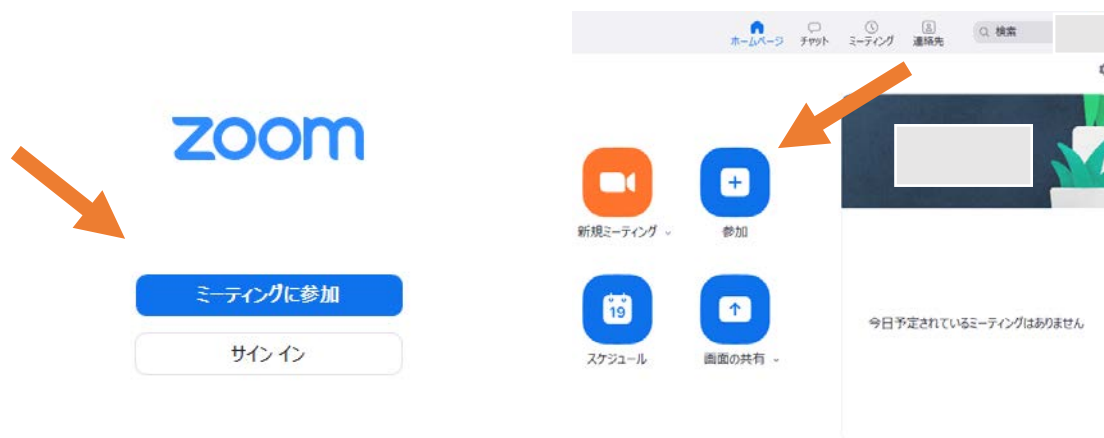 zoom
ミーティングに参加
サイン イン
ホームページ
チャット
ミーティング
連絡先
検索
新規ミーティング
参加
19
スケジュール
画面の共有
今日予定されているミーティングはありません